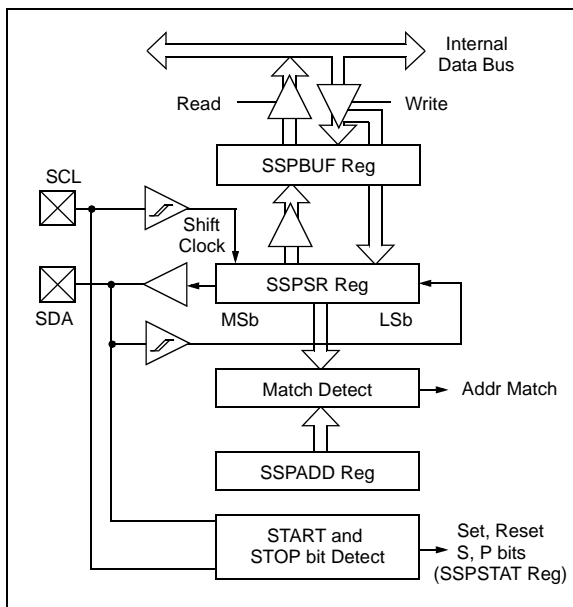 Internal
Data Bus
Read
Write
SSPBUF Reg
SCL
Shift
Clock
SSPSR Reg
SDA
MSb
LSb
Match Detect
Addr Match
SSPADD Reg
START and
STOP bit Detect
Set, Reset
S, P bits
(SSPSTAT Reg)